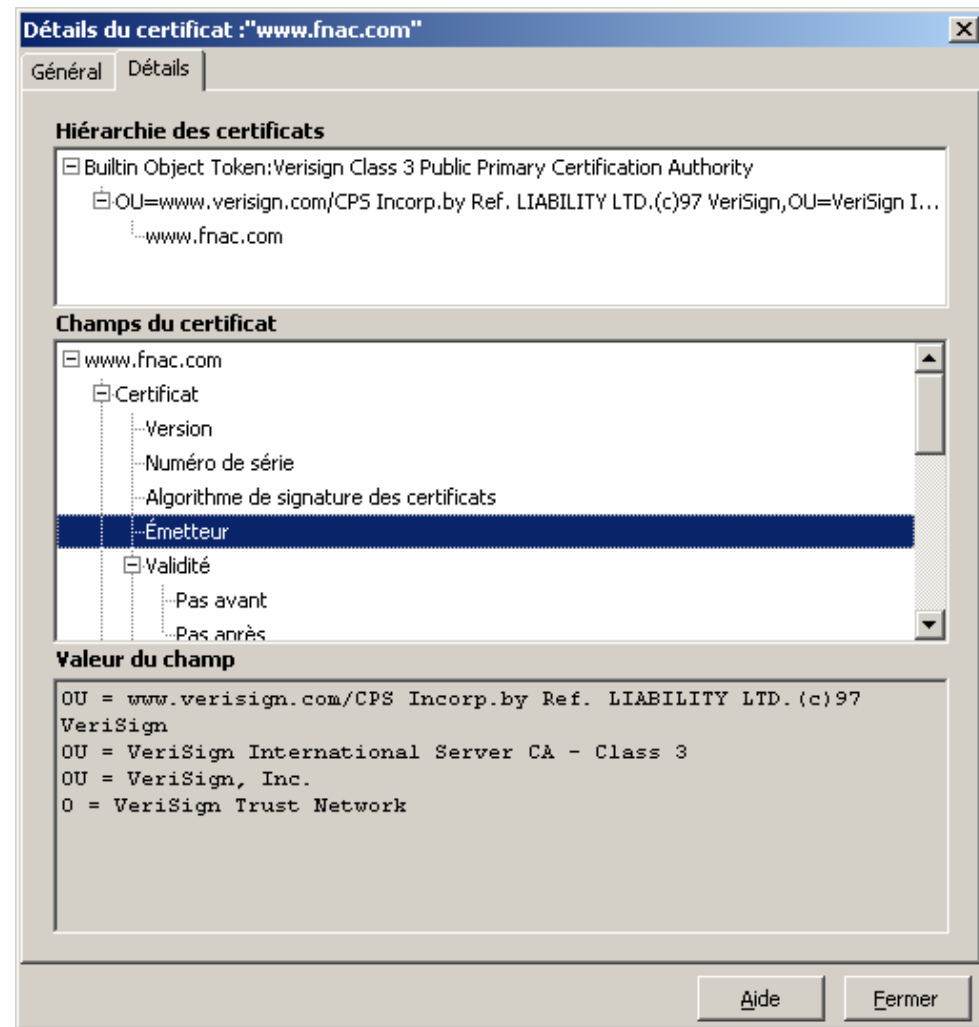 Détails du certificat :"www.fnac.com"
Général Détails
Hiérarchie des certificats
Builtin Object Token:Verisign Class 3 Public Primary Certification Authority
OU=www.verisign.com/CPS Incorp.by Ref. LIABILITY LTD.(c)97 VeriSign,OU=VeriSign I...
www.fnac.com
Champs du certificat
www.fnac.com
Certificat
Version
Numéro de série
Algorithme de signature des certificats
Émetteur
Validité
Pas avant
Pas après
Valeur du champ
OU = www.verisign.com/CPS Incorp.by Ref. LIABILITY LTD.(c)97
VeriSign
OU = VeriSign International Server CA - Class 3
OU = VeriSign, Inc.
O = VeriSign Trust Network
Aide Fermer